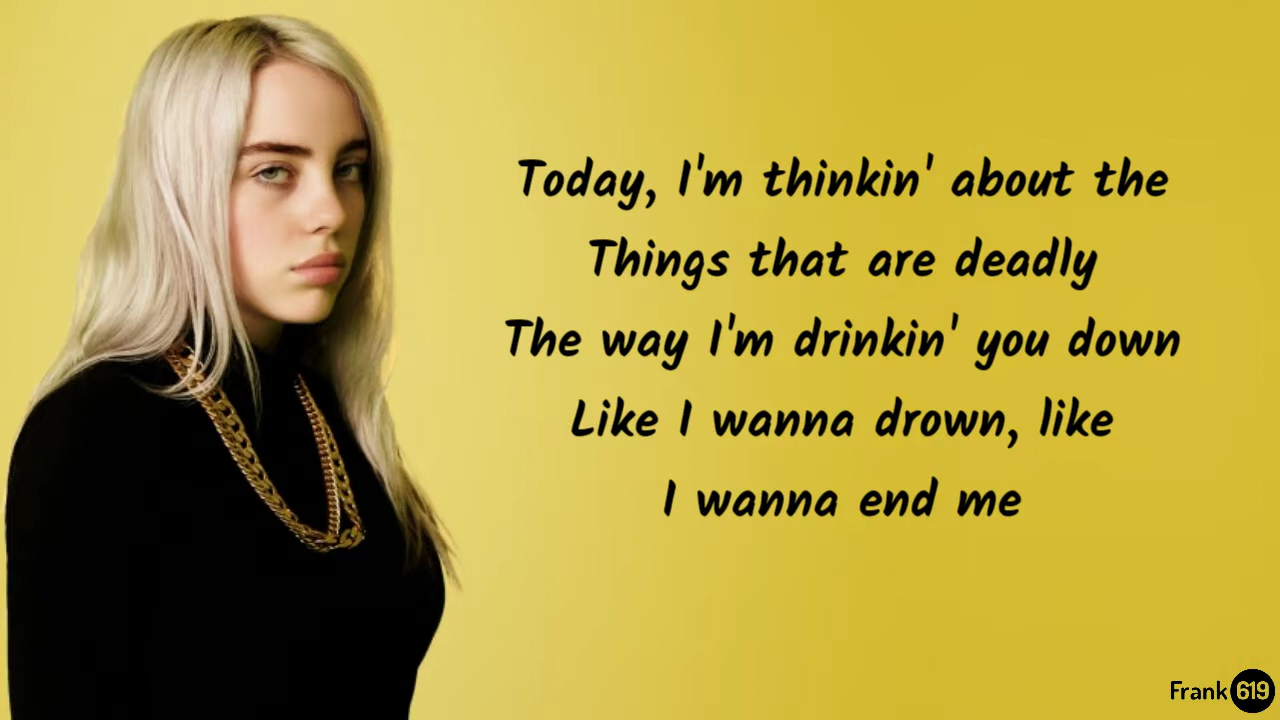 Today, I'm thinkin' about the
Things that are deadly
The way I'm drinkin' you down
Like I wanna drown, like
I wanna end me
Frank 619